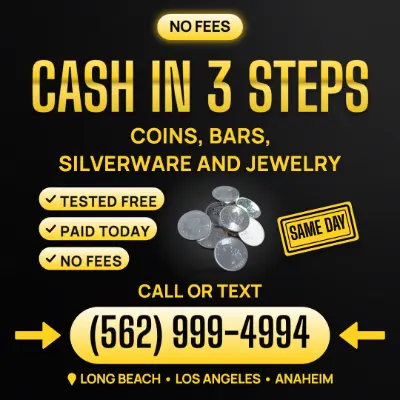 NO FEES
CASH IN 3 STEPS
COINS, BARS,
SILVERWARE AND JEWELRY
TESTED FREE
PAID TODAY
NO FEES
SAME DAY
CALL OR TEXT
(562) 999-4994
LONG BEACH • LOS ANGELES • ANAHEIM